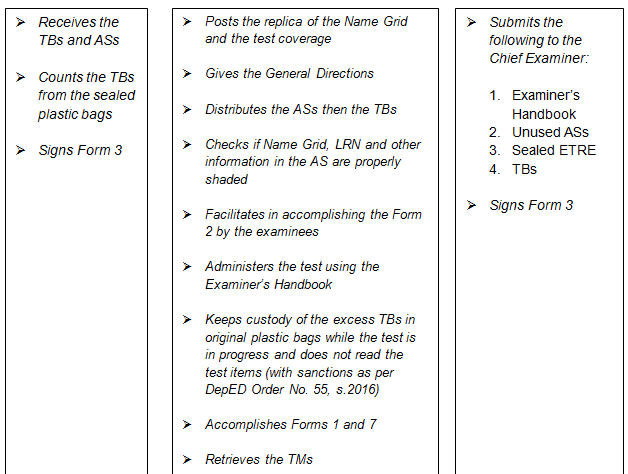 Receives the
TBs and ASs
Counts the TBs
from the sealed
plastic bags
Signs Form 3
Posts the replica of the Name Grid
and the test coverage
Gives the General Directions
Distributes the ASs then the TBs
Checks if Name Grid, LRN and other
information in the AS are properly
shaded
Facilitates in accomplishing the Form
2 by the examinees
Administers the test using the
Examiner's Handbook
Keeps custody of the excess TBs in
original plastic bags while the test is
in progress and does not read the
test items (with sanctions as per
DepED Order No. 55, s.2016)
Accomplishes Forms 1 and 7
Retrieves the TMs
Submits the
following to the
Chief Examiner:
1. Examiner's
Handbook
2. Unused ASs
3. Sealed ETRE
4. TBs
Signs Form 3